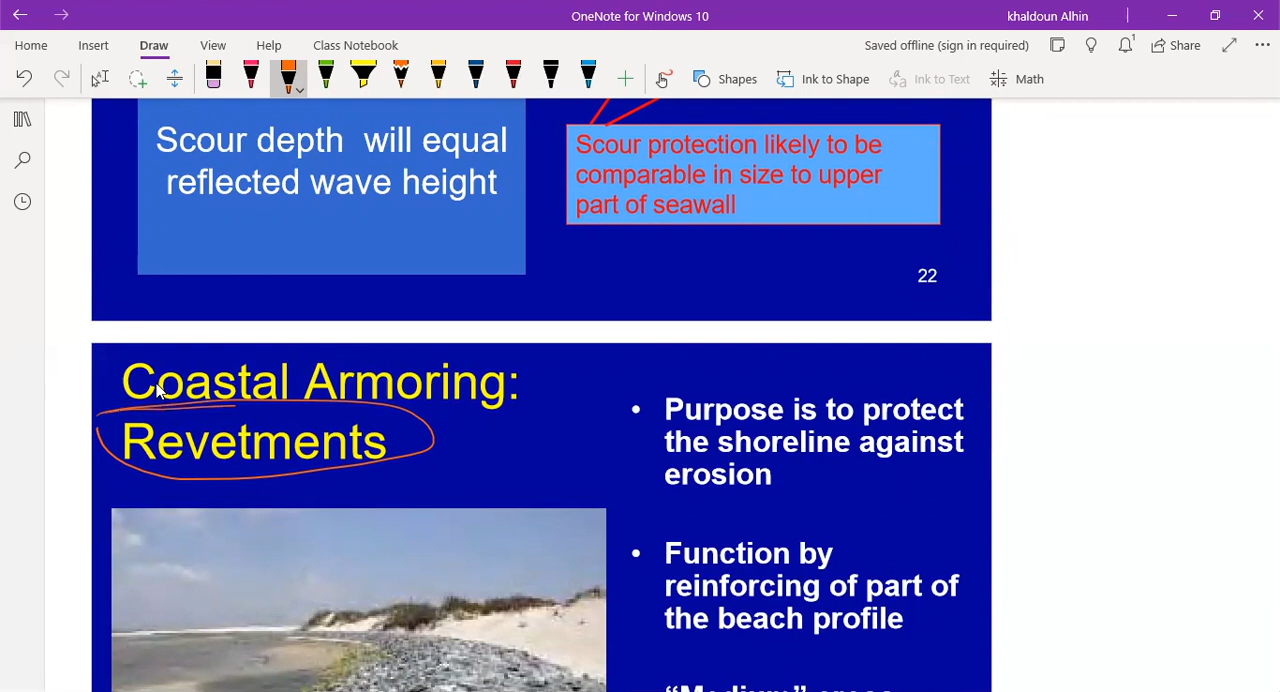 OneNote for Windows 10
khaldoun Alhin
Home Insert Draw View Help Class Notebook
Saved offline (sign in required)
Share
Shapes
Ink to Shape
Ink to Text
Math
Scour depth will equal
reflected wave height
Scour protection likely to be
comparable in size to upper
part of seawall
22
Coastal Armoring:
Revetments
• Purpose is to protect
the shoreline against
erosion
• Function by
reinforcing of part of
the beach profile